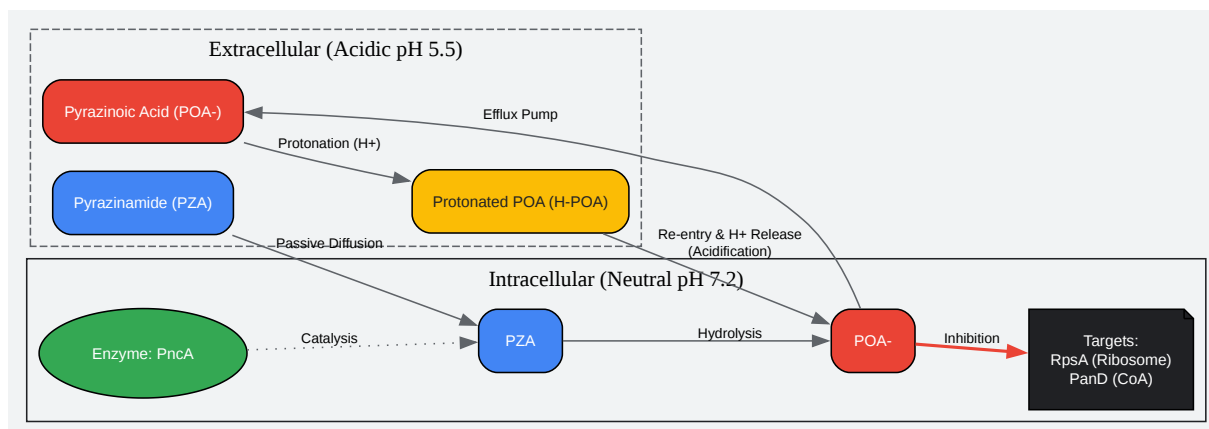 Extracellular (Acidic pH 5.5)
Pyrazinoic Acid (POA-)
Efflux Pump
Protonation (H+)
Pyrazinamide (PZA)
Protonated POA (H-POA)
Passive Diffusion
Re-entry & H+ Release
(Acidification)
Intracellular (Neutral pH 7.2)
Enzyme: PncA
Catalysis
PZA
Hydrolysis
POA-
Inhibition
Targets:
RpsA (Ribosome)
PanD (CoA)